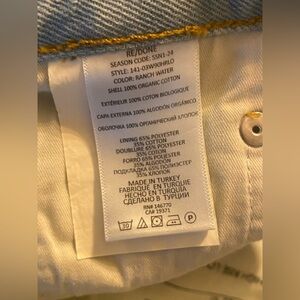 RE/DONE
SEASON CODE: SSN1-24
STYLE: 141-03W90HRLO
COLOR: RANCH WATER
SHELL 100% ORGANIC COTTON
EXTÉRIEUR 100% COTON BIOLOGIQUE
CAPA EXTERNA 100% ALGODÓN ORGÁNICO
ОБОЛОЧКА 100% ОРГАНИЧЕСКИЙ ХЛОПОК
LINING 65% POLYESTER
35% COTTON
DOUBLURE 65% POLYESTER
35% COTON
FORRO 65% POLIÉSTER
35% ALGODÓN
ПОДКЛАДКА 65% ПОЛИЭСТЕР
35% ХЛОПОК
MADE IN TURKEY
FABRIQUÉ EN TURQUIE
HECHO EN TURQUÍA
СДЕЛАНО В ТУРЦИИ
RN# 146770
CA# 19371
30 P